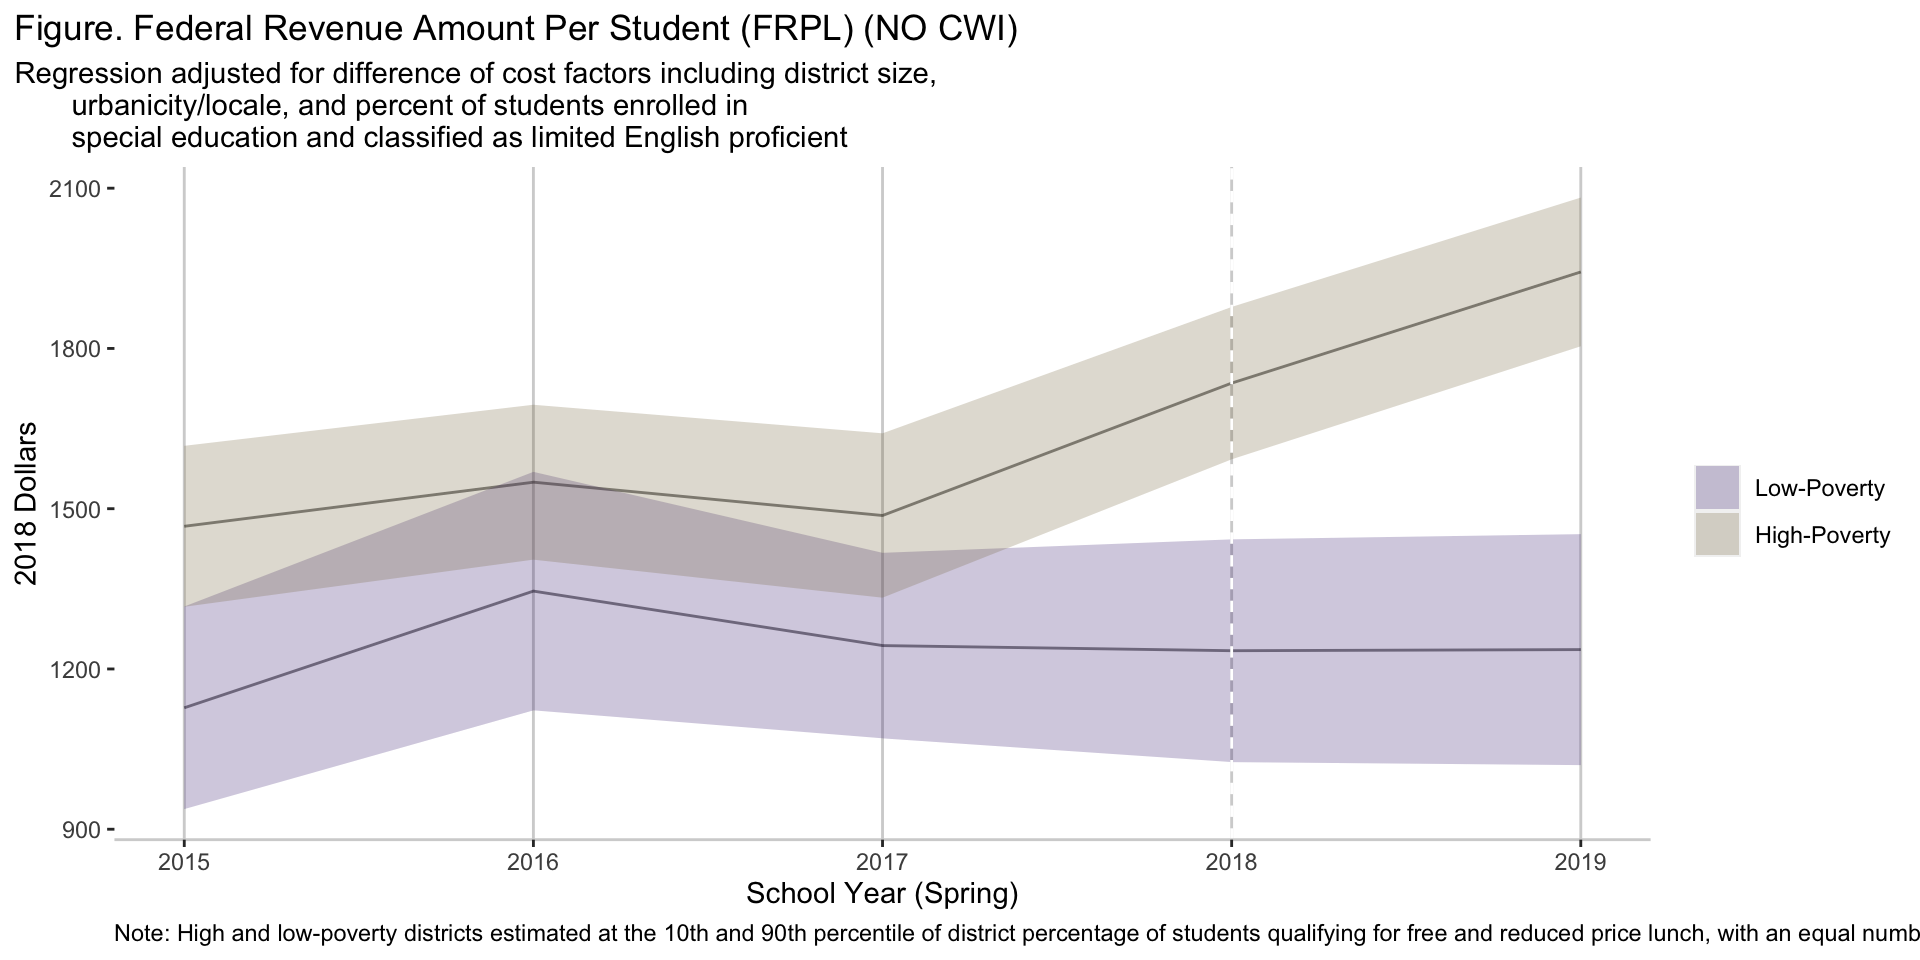 Figure. Federal Revenue Amount Per Student (FRPL) (NO CWI)
Regression adjusted for difference of cost factors including district size,
urbanicity/locale, and percent of students enrolled in
special education and classified as limited English proficient
2100
1800
1500
1200
900
2018 Dollars
2015 2016 2017 2018 2019
School Year (Spring)
Low-Poverty
High-Poverty
Note: High and low-poverty districts estimated at the 10th and 90th percentile of district percentage of students qualifying for free and reduced price lunch, with an equal